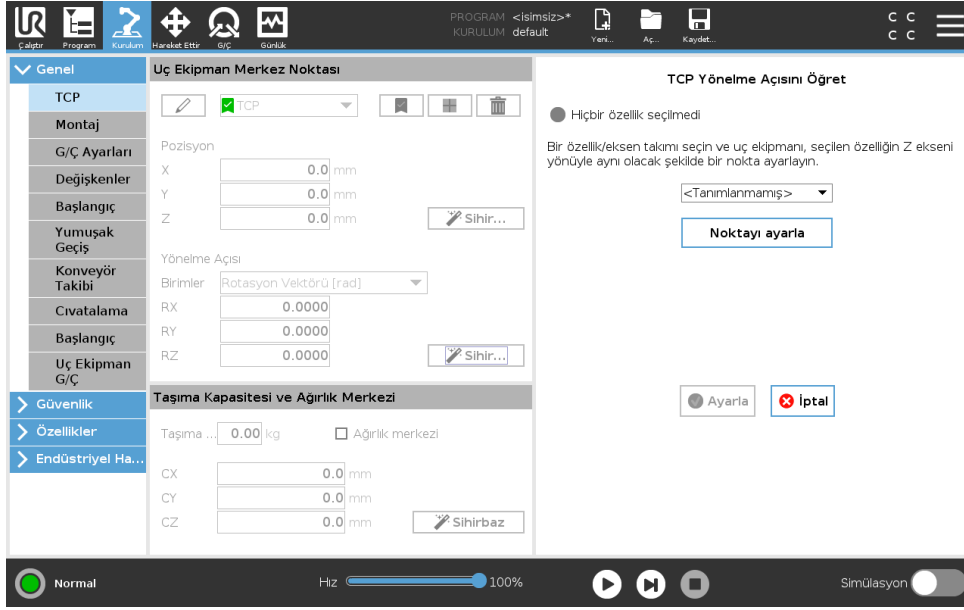 UR
Çalıştır
Program
Kurulum
Hareket Ettir
G/Ç
Günlük
PROGRAM <isimsiz>*
KURULUM default
Yeni...
Aç...
Kaydet...
C C
C C
Genel
TCP
Montaj
G/Ç Ayarları
Değişkenler
Başlangıç
Yumuşak
Geçiş
Konveyör
Takibi
Cıvatalama
Başlangıç
Uç Ekipman
G/Ç
Güvenlik
Özellikler
Endüstriyel Ha...
Uç Ekipman Merkez Noktası
TCP
Pozisyon
X 0.0 mm
Y 0.0 mm
Z 0.0 mm
Sihir...
Yönelme Açısı
Birimler Rotasyon Vektörü [rad]
RX 0.0000
RY 0.0000
RZ 0.0000
Sihir...
Taşıma Kapasitesi ve Ağırlık Merkezi
Taşıma ... 0.00 kg Ağırlık merkezi
CX 0.0 mm
CY 0.0 mm
CZ 0.0 mm
Sihirbaz
TCP Yönelme Açısını Öğret
Hiçbir özellik seçilmedi
Bir özellik/eksen takımı seçin ve uç ekipmanı, seçilen özelliğin Z ekseni
yönüyle aynı olacak şekilde bir nokta ayarlayın.
<Tanımlanmamış>
Noktayı ayarla
Ayarla
İptal
Normal
Hız 100%
Simülasyon